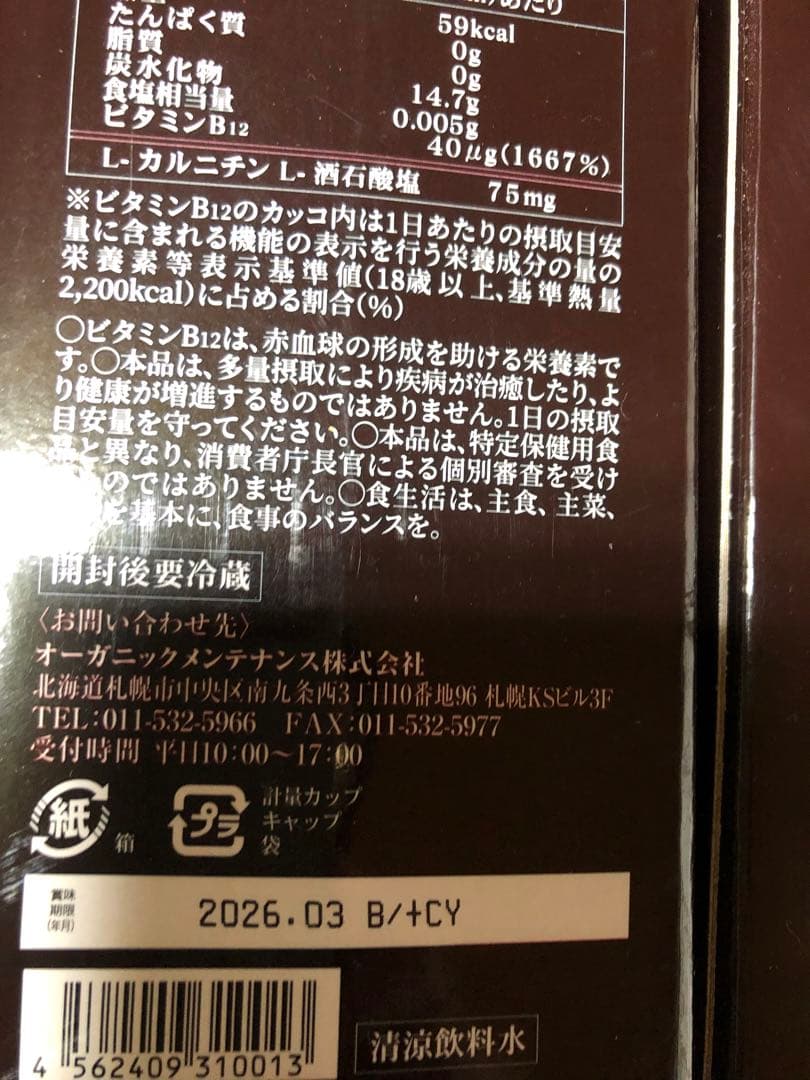 あたり
たんぱく質 59kcal
脂質 0g
炭水化物 0g
食塩相当量 14.7g
ビタミンB12 0.005g
40μg(1667%)
L-カルニチン L-酒石酸塩 75mg
※ビタミンB12のカッコ内は1日あたりの摂取目安
量に含まれる機能の表示を行う栄養成分の量の
栄養素等表示基準値(18歳以上、基準熱量
2,200kcal)に占める割合(%)
○ビタミンB12は、赤血球の形成を助ける栄養素で
す。○本品は、多量摂取により疾病が治癒したり、よ
り健康が増進するものではありません。1日の摂取
目安量を守ってください。○本品は、特定保健用食
品と異なり、消費者庁長官による個別審査を受け
のではありません。○食生活は、主食、主菜、
を基本に、食事のバランスを。
開封後要冷蔵
〈お問い合わせ先〉
オーガニックメンテナンス株式会社
北海道札幌市中央区南九条西3丁目10番地96 札幌KSビル3F
TEL:011-532-5966 FAX:011-532-5977
受付時間 平日10:00〜17:00
紙 箱
プラ 計量カップ
キャップ
袋
賞味
期限
(年月)
2026.03 B/+CY
4 562409 310013
清涼飲料水